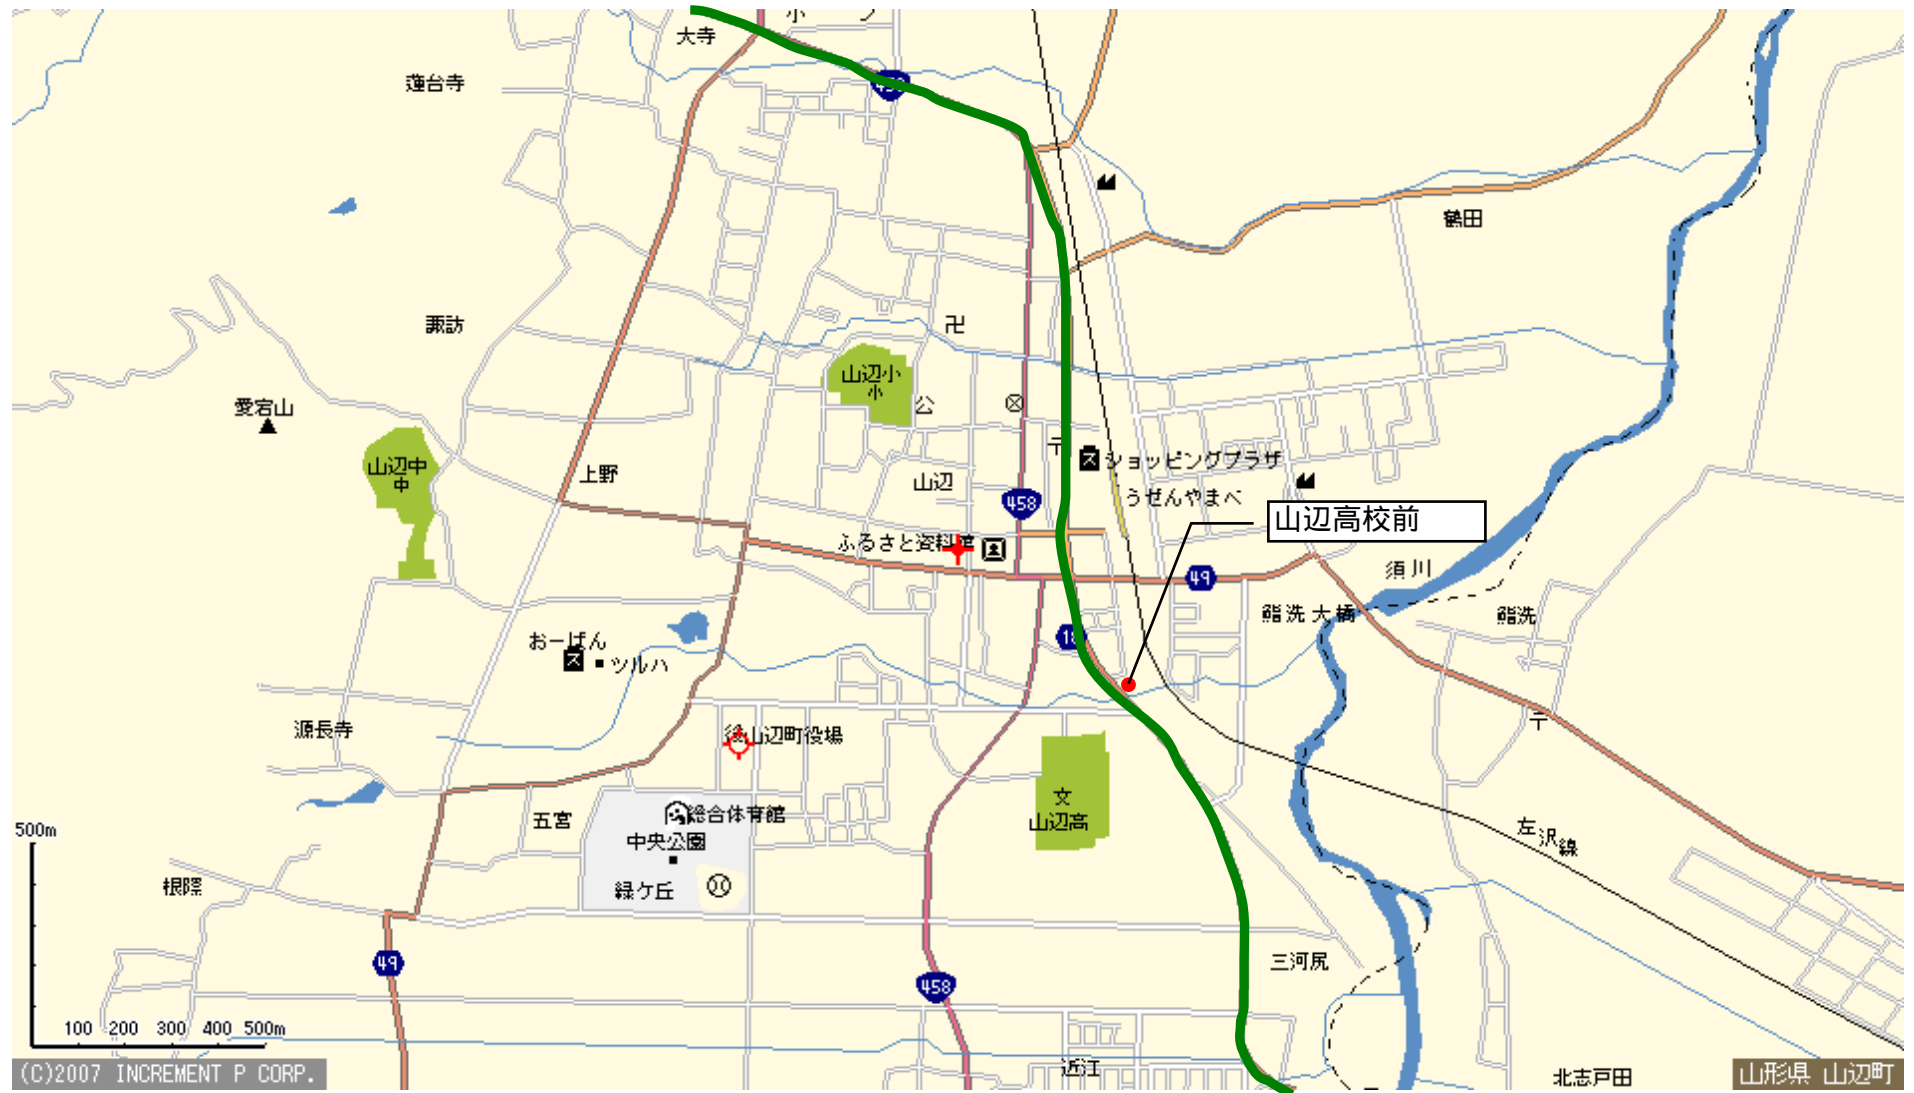 大寺
蓮台寺
鶴田
諏訪
卍
山辺小
小
公
愛宕山
〒
ショッピングプラザ
山辺中
中
上野
山辺
うぜんやまべ
458
山辺高校前
ふるさと資料館
49
須川
鮨洗大橋
鮨洗
おーばん
ツルハ
源長寺
〒
山辺町役場
文
山辺高
五宮
総合体育館
中央公園
緑ケ丘
左沢線
500m
根際
三河尻
49
458
100 200 300 400 500m
近江
北志戸田
(C)2007 INCREMENT P CORP.
山形県 山辺町